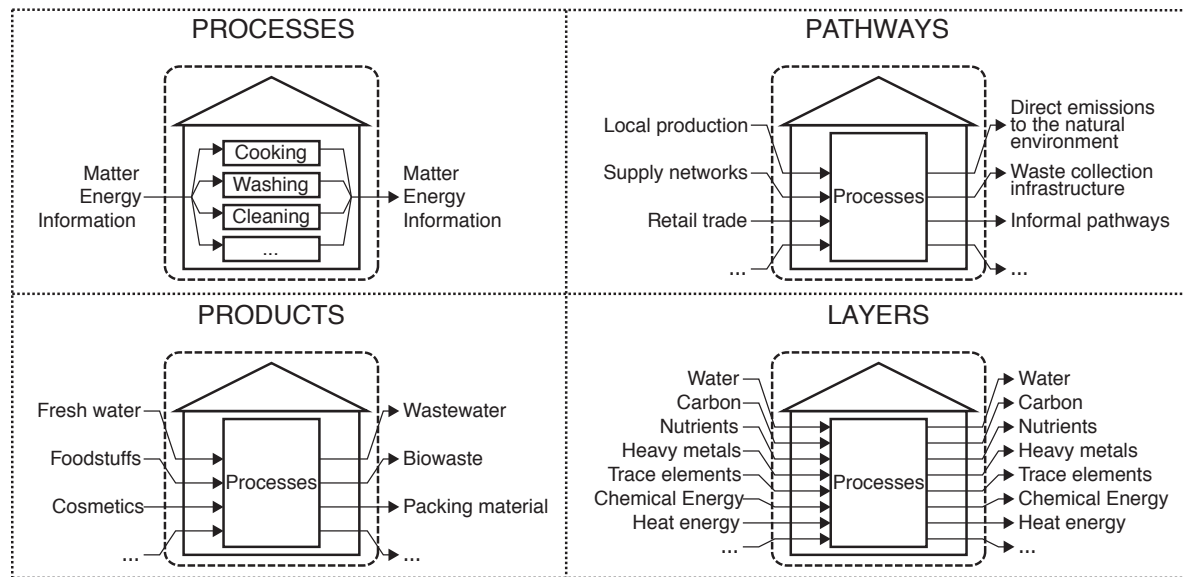 PROCESSES
Matter
Energy
Information
Cooking
Washing
Cleaning
...
Matter
Energy
Information
PATHWAYS
Local production
Supply networks
Retail trade
...
Processes
Direct emissions
to the natural
environment
Waste collection
infrastructure
Informal pathways
...
PRODUCTS
Fresh water
Foodstuffs
Cosmetics
...
Processes
Wastewater
Biowaste
Packing material
...
LAYERS
Water
Carbon
Nutrients
Heavy metals
Trace elements
Chemical Energy
Heat energy
...
Processes
Water
Carbon
Nutrients
Heavy metals
Trace elements
Chemical Energy
Heat energy
...